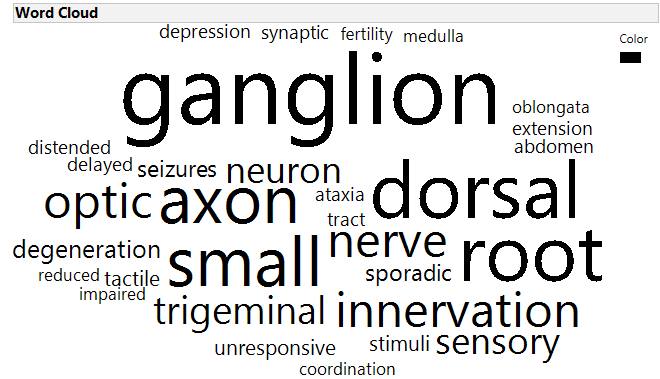 Word Cloud
depression synaptic fertility medulla
Color
ganglion
oblongata
extension
distended
abdomen
delayed seizures neuron
optic axon ataxia dorsal
tract
degeneration small nerve root
reduced tactile sporadic
impaired
trigeminal innervation
unresponsive stimuli sensory
coordination